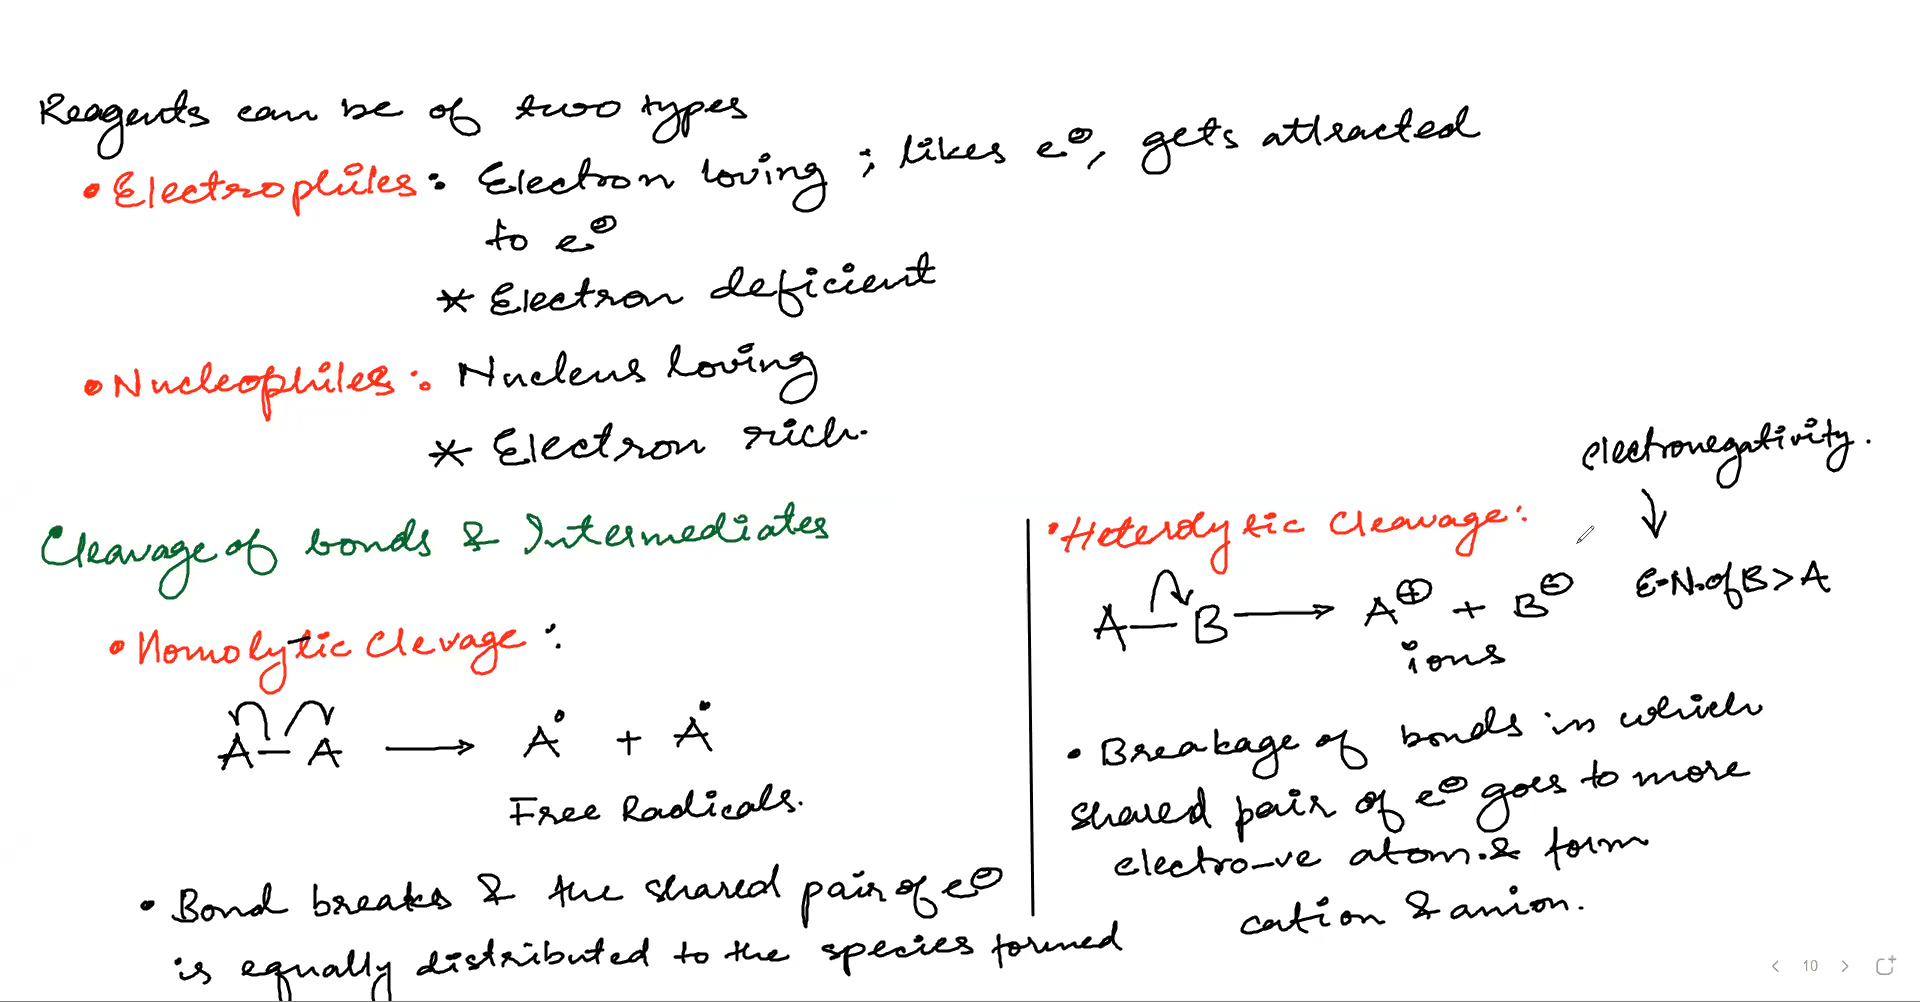 Reagents can be of two types
• Electrophiles: Electron loving ; likes e⊖, gets attracted
to e⊖
* Electron deficient
• Nucleophiles: Nucleus loving
* Electron rich.
Cleavage of bonds & Intermediates
• Homolytic Clevage :
A—A ⟶ A• + A•
Free Radicals.
• Bond breaks & the shared pair of e⊖
is equally distributed to the species formed
• Heterolytic Cleavage:
electronegativity.
↓
E.N. of B > A
A—B ⟶ A⊕ + B⊖
ions
• Breakage of bonds in which
shared pair of e⊖ goes to more
electro-ve atom. & form
cation & anion.
10